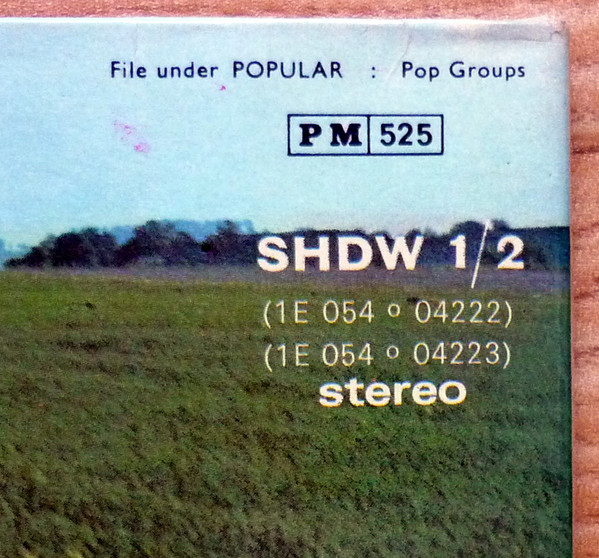 File under POPULAR : Pop Groups
PM 525
SHDW 1/2
(1E 054 o 04222)
(1E 054 o 04223)
stereo